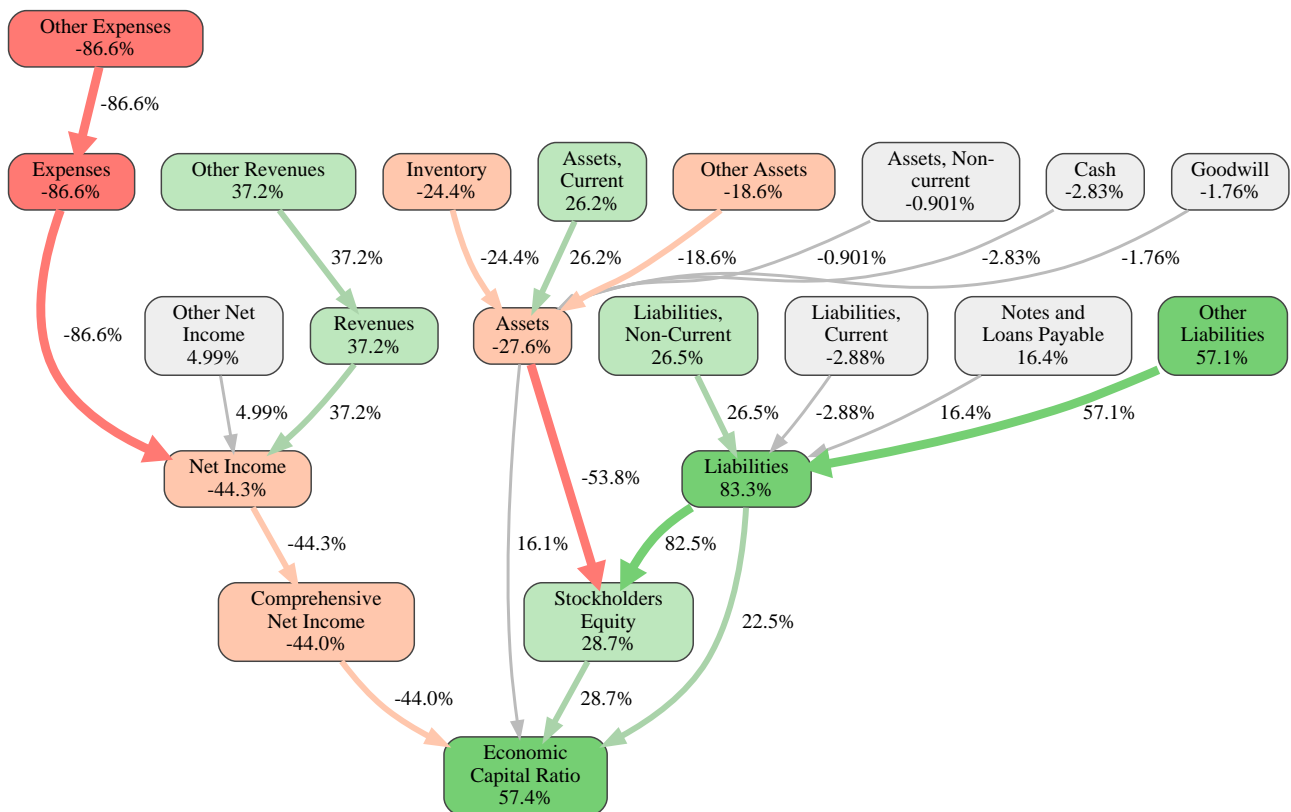 Other Expenses
-86.6%
-86.6%
Expenses
-86.6%
Other Revenues
37.2%
Inventory
-24.4%
Assets,
Current
26.2%
Other Assets
-18.6%
Assets, Non-
current
-0.901%
Cash
-2.83%
Goodwill
-1.76%
37.2%
-24.4%
26.2%
-18.6%
-0.901%
-2.83%
-1.76%
-86.6%
Other Net
Income
4.99%
Revenues
37.2%
Assets
-27.6%
Liabilities,
Non-Current
26.5%
Liabilities,
Current
-2.88%
Notes and
Loans Payable
16.4%
Other
Liabilities
57.1%
4.99%
37.2%
26.5%
-2.88%
16.4%
57.1%
Net Income
-44.3%
-53.8%
Liabilities
83.3%
-44.3%
16.1%
82.5%
Comprehensive
Net Income
-44.0%
Stockholders
Equity
28.7%
22.5%
-44.0%
28.7%
Economic
Capital Ratio
57.4%